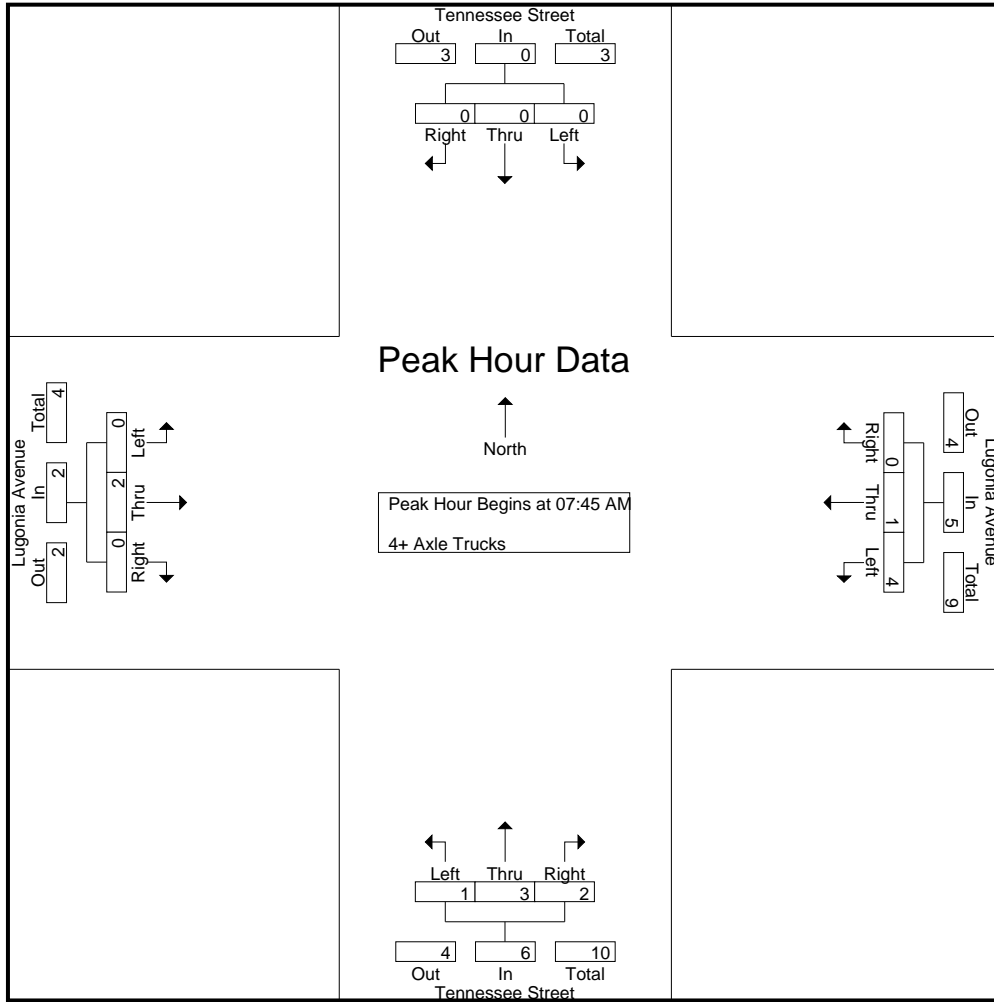 Tennessee Street
Out In Total
3 0 3
0 0 0
Right Thru Left
Peak Hour Data
North
Peak Hour Begins at 07:45 AM
4+ Axle Trucks
Lugonia Avenue
Out In Total
2 2 4
Left Thru Right
0 2 0
Lugonia Avenue
Out In Total
4 5 9
Right Thru Left
0 1 4
Left Thru Right
1 3 2
4 6 10
Out In Total
Tennessee Street